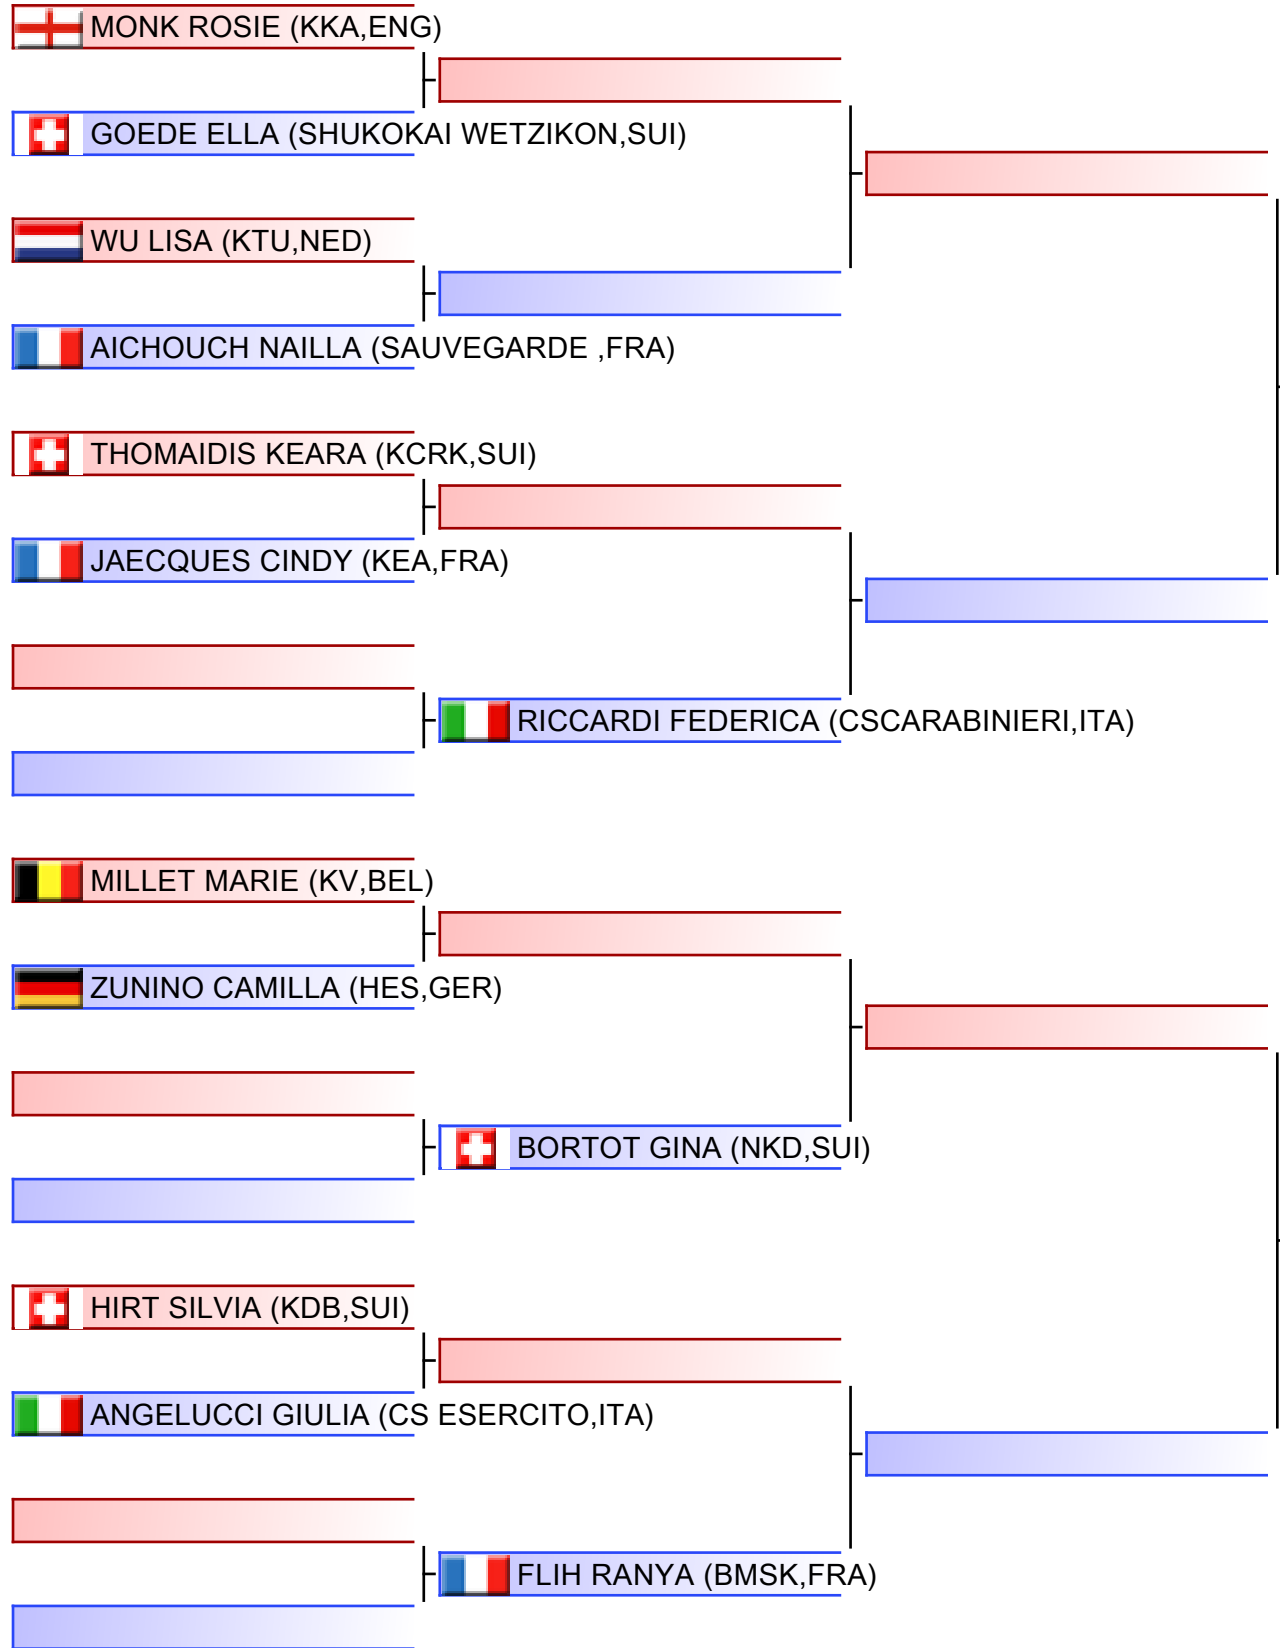 MONK ROSIE (KKA,ENG)
GOEDE ELLA (SHUKOKAI WETZIKON,SUI)
WU LISA (KTU,NED)
AICHOUCH NAILLA (SAUVEGARDE ,FRA)
THOMAIDIS KEARA (KCRK,SUI)
JAECQUES CINDY (KEA,FRA)
RICCARDI FEDERICA (CSCARABINIERI,ITA)
MILLET MARIE (KV,BEL)
ZUNINO CAMILLA (HES,GER)
BORTOT GINA (NKD,SUI)
HIRT SILVIA (KDB,SUI)
ANGELUCCI GIULIA (CS ESERCITO,ITA)
FLIH RANYA (BMSK,FRA)